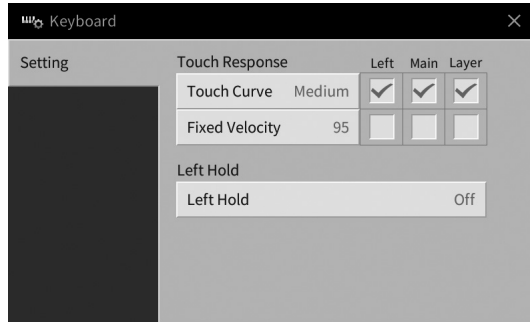 Keyboard
Setting
Touch Response Left Main Layer
Touch Curve Medium
Fixed Velocity 95
Left Hold
Left Hold Off